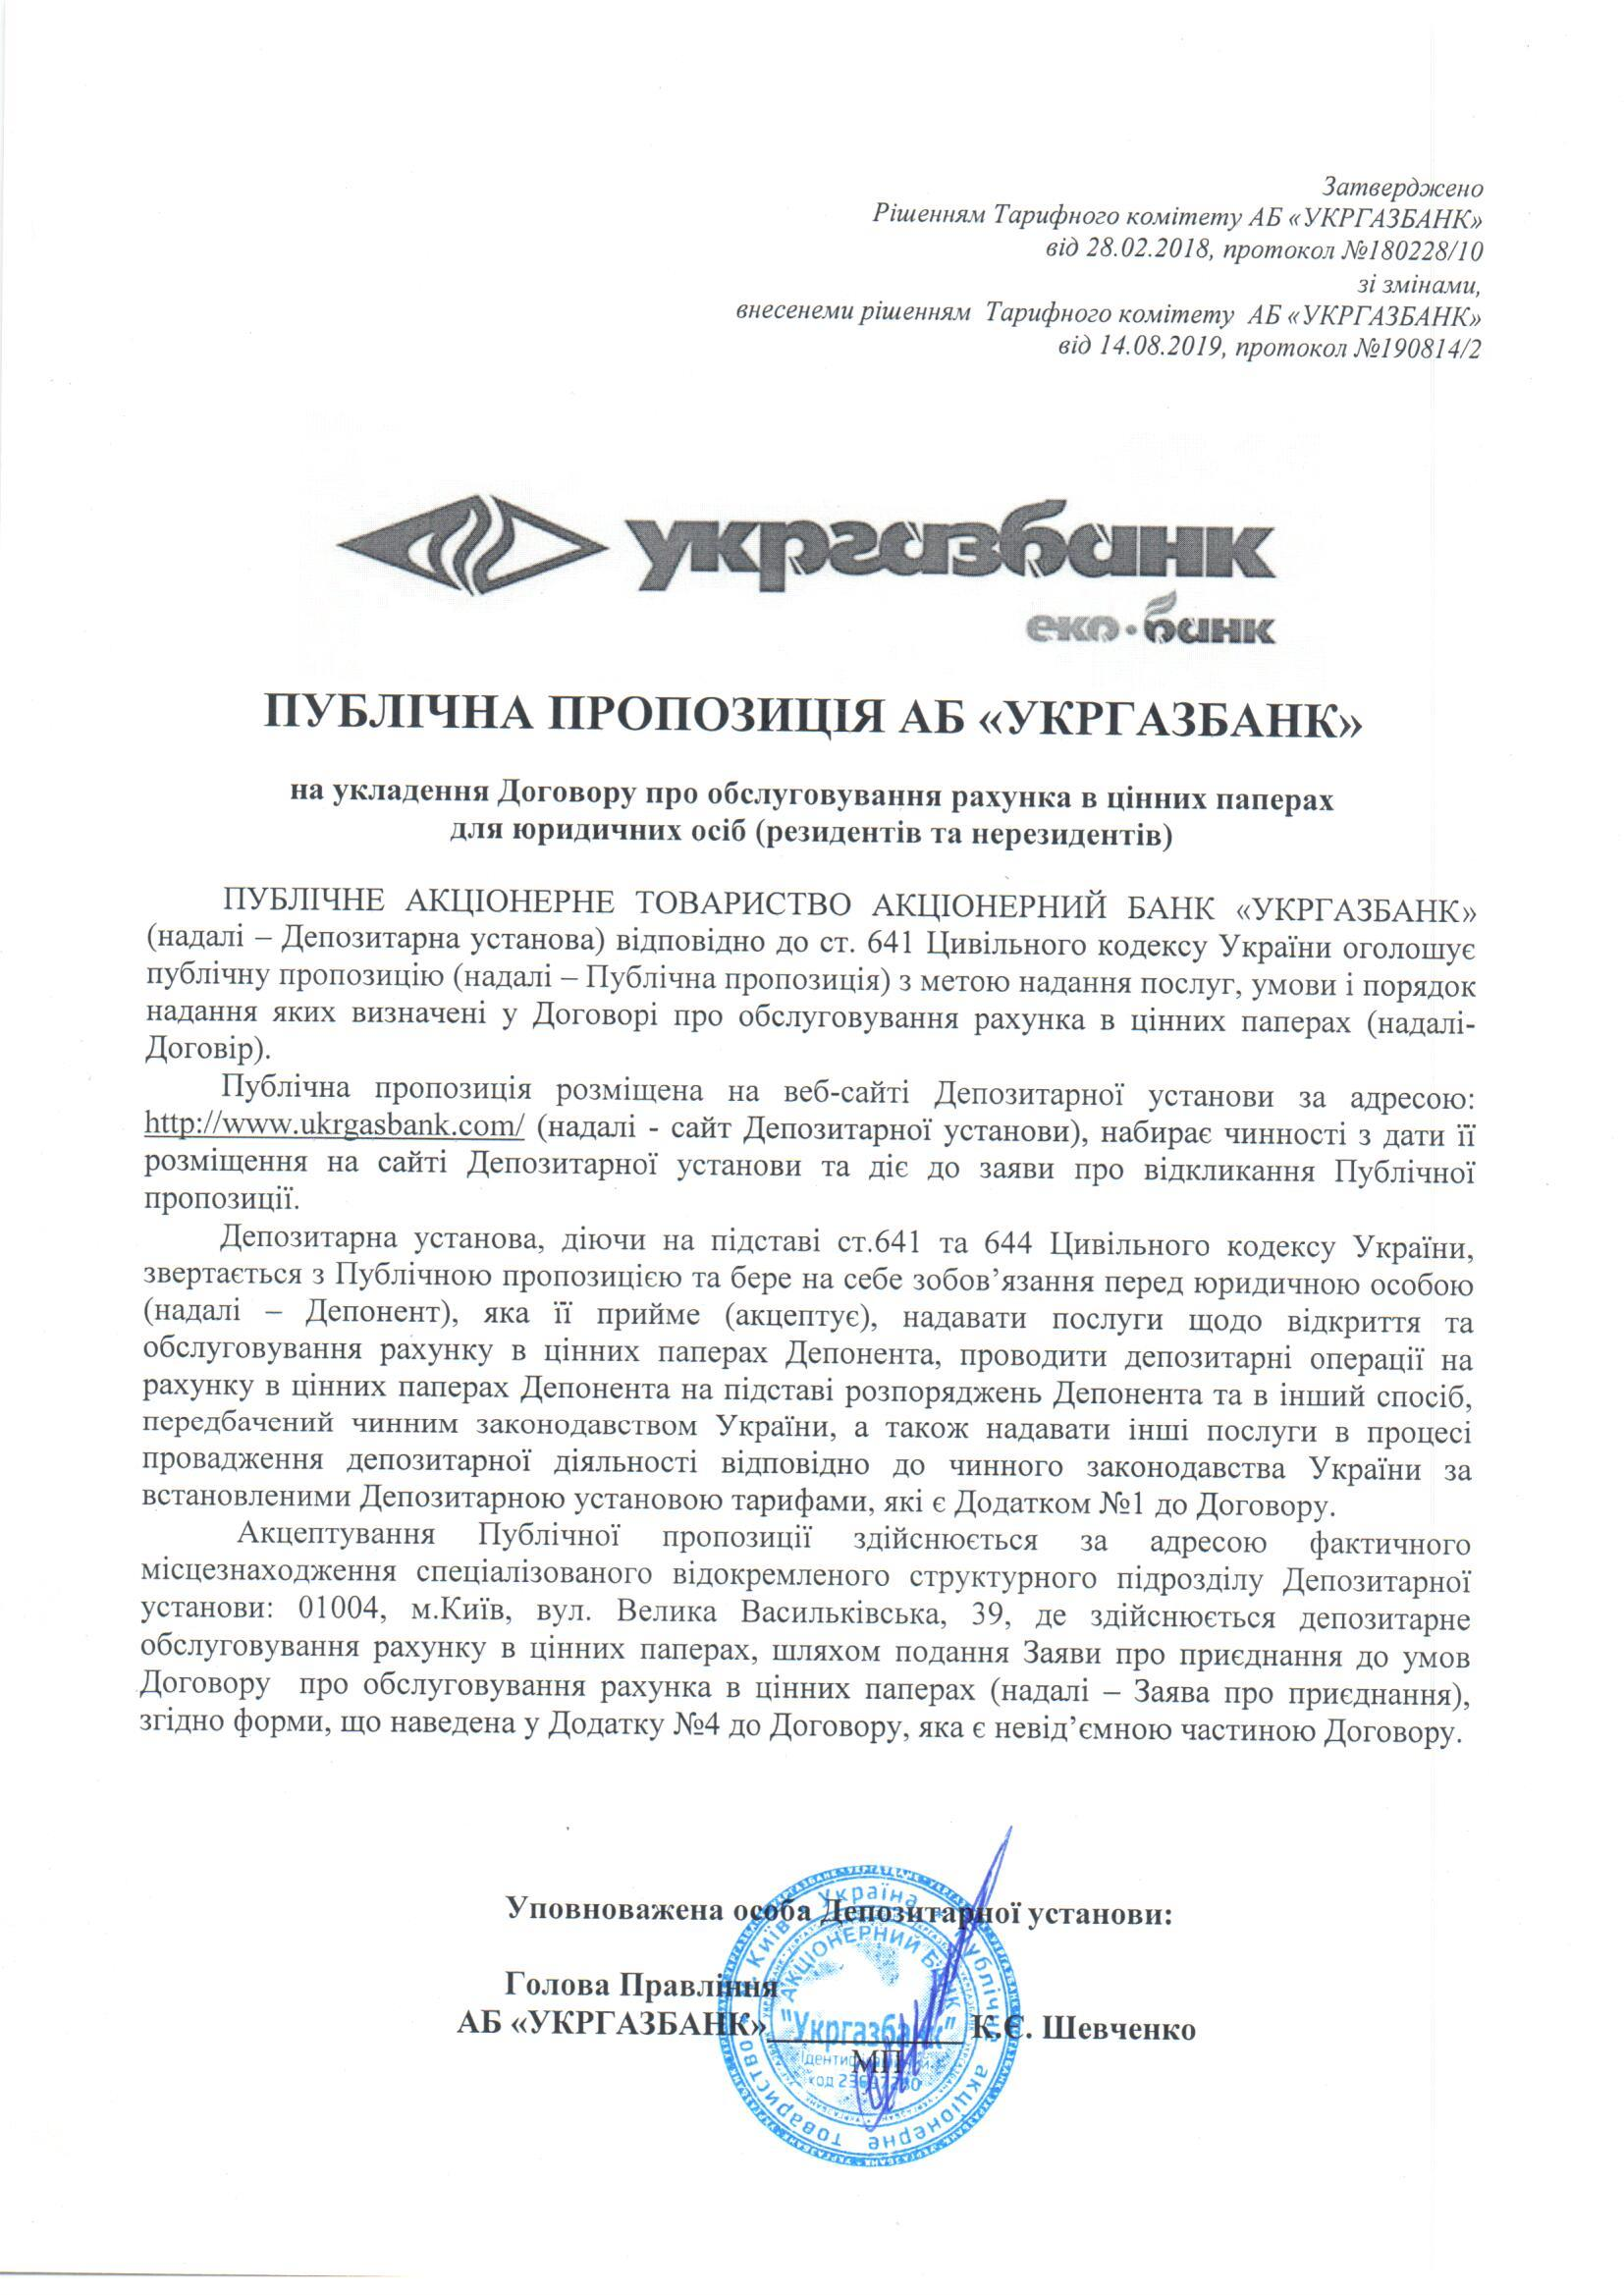 Затверджено
Рішенням Тарифного комітету АБ «УКРГАЗБАНК»
від 28.02.2018, протокол №180228/10
зі змінами,
внесенеми рішенням Тарифного комітету АБ «УКРГАЗБАНК»
від 14.08.2019, протокол №190814/2
укргазбанк
еко·банк
ПУБЛІЧНА ПРОПОЗИЦІЯ АБ «УКРГАЗБАНК»
на укладення Договору про обслуговування рахунка в цінних паперах
для юридичних осіб (резидентів та нерезидентів)
ПУБЛІЧНЕ АКЦІОНЕРНЕ ТОВАРИСТВО АКЦІОНЕРНИЙ БАНК «УКРГАЗБАНК»
(надалі – Депозитарна установа) відповідно до ст. 641 Цивільного кодексу України оголошує
публічну пропозицію (надалі – Публічна пропозиція) з метою надання послуг, умови і порядок
надання яких визначені у Договорі про обслуговування рахунка в цінних паперах (надалі-
Договір).
Публічна пропозиція розміщена на веб-сайті Депозитарної установи за адресою:
http://www.ukrgasbank.com/ (надалі - сайт Депозитарної установи), набирає чинності з дати її
розміщення на сайті Депозитарної установи та діє до заяви про відкликання Публічної
пропозиції.
Депозитарна установа, діючи на підставі ст.641 та 644 Цивільного кодексу України,
звертається з Публічною пропозицією та бере на себе зобов’язання перед юридичною особою
(надалі – Депонент), яка її прийме (акцептує), надавати послуги щодо відкриття та
обслуговування рахунку в цінних паперах Депонента, проводити депозитарні операції на
рахунку в цінних паперах Депонента на підставі розпоряджень Депонента та в інший спосіб,
передбачений чинним законодавством України, а також надавати інші послуги в процесі
провадження депозитарної діяльності відповідно до чинного законодавства України за
встановленими Депозитарною установою тарифами, які є Додатком №1 до Договору.
Акцептування Публічної пропозиції здійснюється за адресою фактичного
місцезнаходження спеціалізованого відокремленого структурного підрозділу Депозитарної
установи: 01004, м.Київ, вул. Велика Васильківська, 39, де здійснюється депозитарне
обслуговування рахунку в цінних паперах, шляхом подання Заяви про приєднання до умов
Договору про обслуговування рахунка в цінних паперах (надалі – Заява про приєднання),
згідно форми, що наведена у Додатку №4 до Договору, яка є невід’ємною частиною Договору.
Уповноважена особа Депозитарної установи:
Голова Правління
АБ «УКРГАЗБАНК»____________К.Є. Шевченко
МП
Київ * Україна * Публічне акціонерне товариство
АКЦІОНЕРНИЙ БАНК
"Укргазбанк"
код